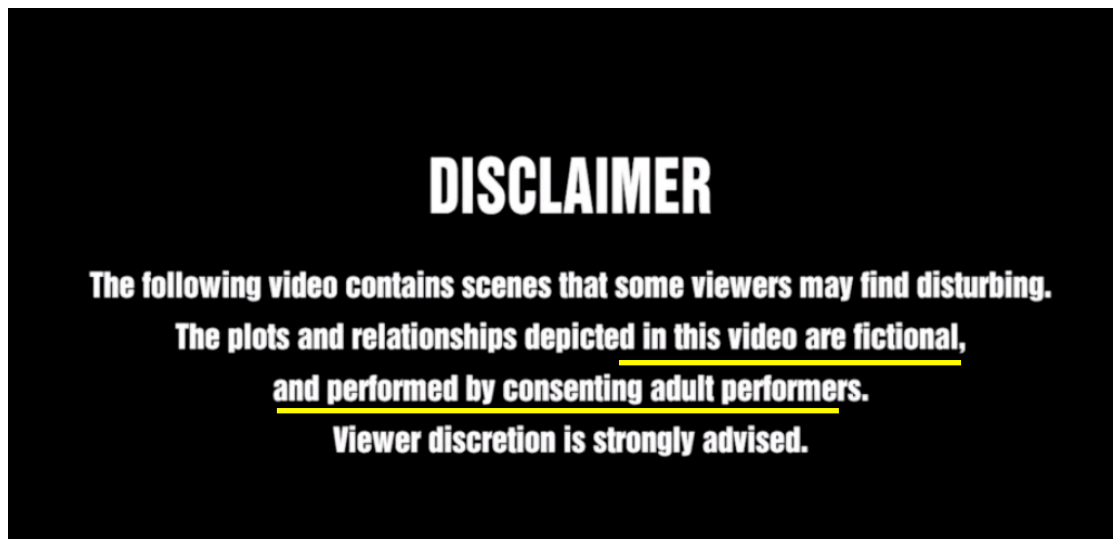 DISCLAIMER
The following video contains scenes that some viewers may find disturbing.
The plots and relationships depicted in this video are fictional,
and performed by consenting adult performers.
Viewer discretion is strongly advised.